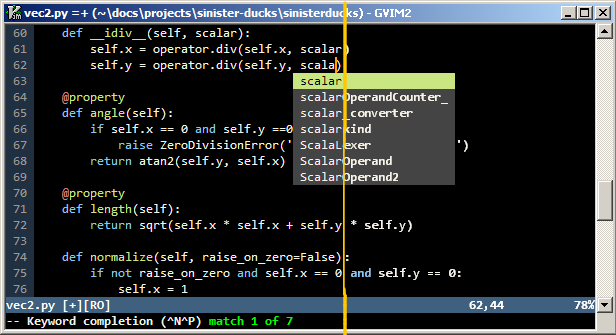 vec2.py =+ (~\docs\projects\sinister-ducks\sinisterducks) - GVIM2
60 def __idiv__(self, scalar):
61 self.x = operator.div(self.x, scalar)
62 self.y = operator.div(self.y, scala)
63 scalar
scalarOperandCounter_
64 @property
65 def angle(self): scalar_converter
66 if self.x == 0 and self.y ==0 scalarkind
67 raise ZeroDivisionError(' ScalaLexer ')
68 return atan2(self.y, self.x) ScalarOperand
69 ScalarOperand2
70 @property
71 def length(self):
72 return sqrt(self.x * self.x + self.y * self.y)
73
74 def normalize(self, raise_on_zero=False):
75 if not raise_on_zero and self.x == 0 and self.y == 0:
76 self.x = 1
vec2.py [+][RO] 62,44 78%
-- Keyword completion (^N^P) match 1 of 7